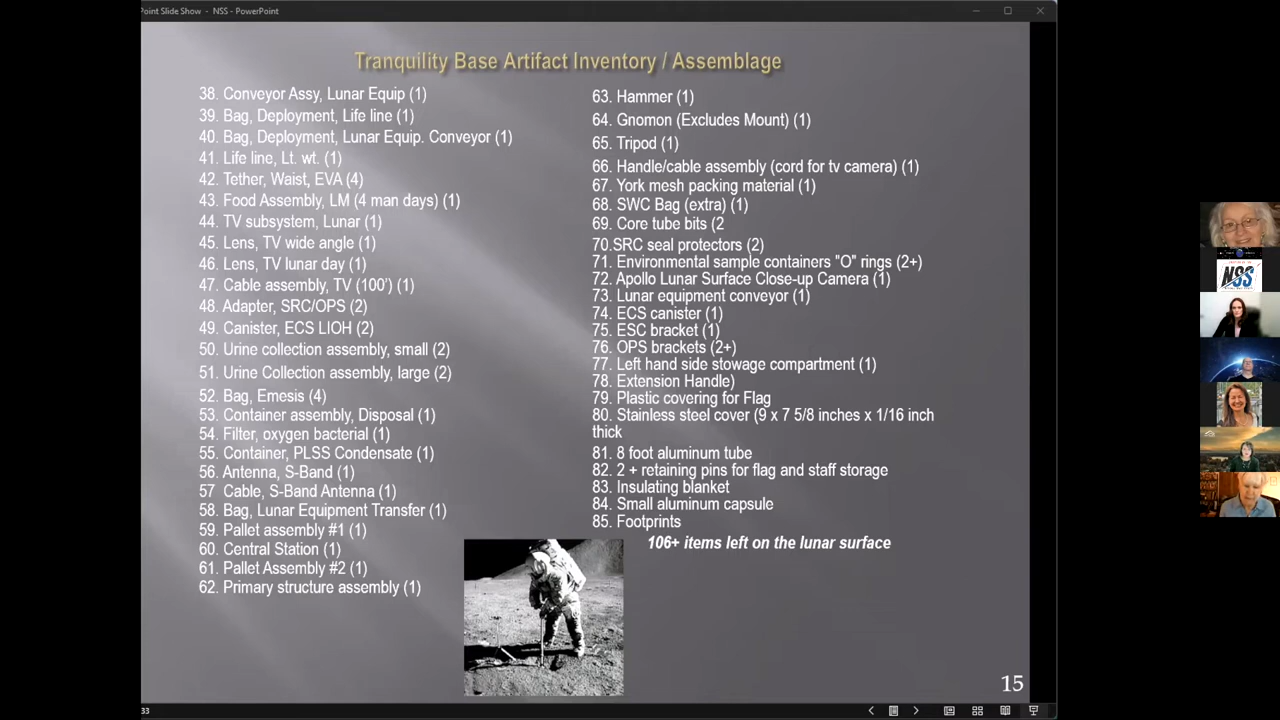 Point Slide Show - NSS - PowerPoint
Tranquility Base Artifact Inventory / Assemblage
38. Conveyor Assy, Lunar Equip (1)
39. Bag, Deployment, Life line (1)
40. Bag, Deployment, Lunar Equip. Conveyor (1)
41. Life line, Lt. wt. (1)
42. Tether, Waist, EVA (4)
43. Food Assembly, LM (4 man days) (1)
44. TV subsystem, Lunar (1)
45. Lens, TV wide angle (1)
46. Lens, TV lunar day (1)
47. Cable assembly, TV (100') (1)
48. Adapter, SRC/OPS (2)
49. Canister, ECS LIOH (2)
50. Urine collection assembly, small (2)
51. Urine Collection assembly, large (2)
52. Bag, Emesis (4)
53. Container assembly, Disposal (1)
54. Filter, oxygen bacterial (1)
55. Container, PLSS Condensate (1)
56. Antenna, S-Band (1)
57 Cable, S-Band Antenna (1)
58. Bag, Lunar Equipment Transfer (1)
59. Pallet assembly #1 (1)
60. Central Station (1)
61. Pallet Assembly #2 (1)
62. Primary structure assembly (1)
63. Hammer (1)
64. Gnomon (Excludes Mount) (1)
65. Tripod (1)
66. Handle/cable assembly (cord for tv camera) (1)
67. York mesh packing material (1)
68. SWC Bag (extra) (1)
69. Core tube bits (2
70.SRC seal protectors (2)
71. Environmental sample containers "O" rings (2+)
72. Apollo Lunar Surface Close-up Camera (1)
73. Lunar equipment conveyor (1)
74. ECS canister (1)
75. ESC bracket (1)
76. OPS brackets (2+)
77. Left hand side stowage compartment (1)
78. Extension Handle)
79. Plastic covering for Flag
80. Stainless steel cover (9 x 7 5/8 inches x 1/16 inch
thick
81. 8 foot aluminum tube
82. 2 + retaining pins for flag and staff storage
83. Insulating blanket
84. Small aluminum capsule
85. Footprints
106+ items left on the lunar surface
15
33
NSS